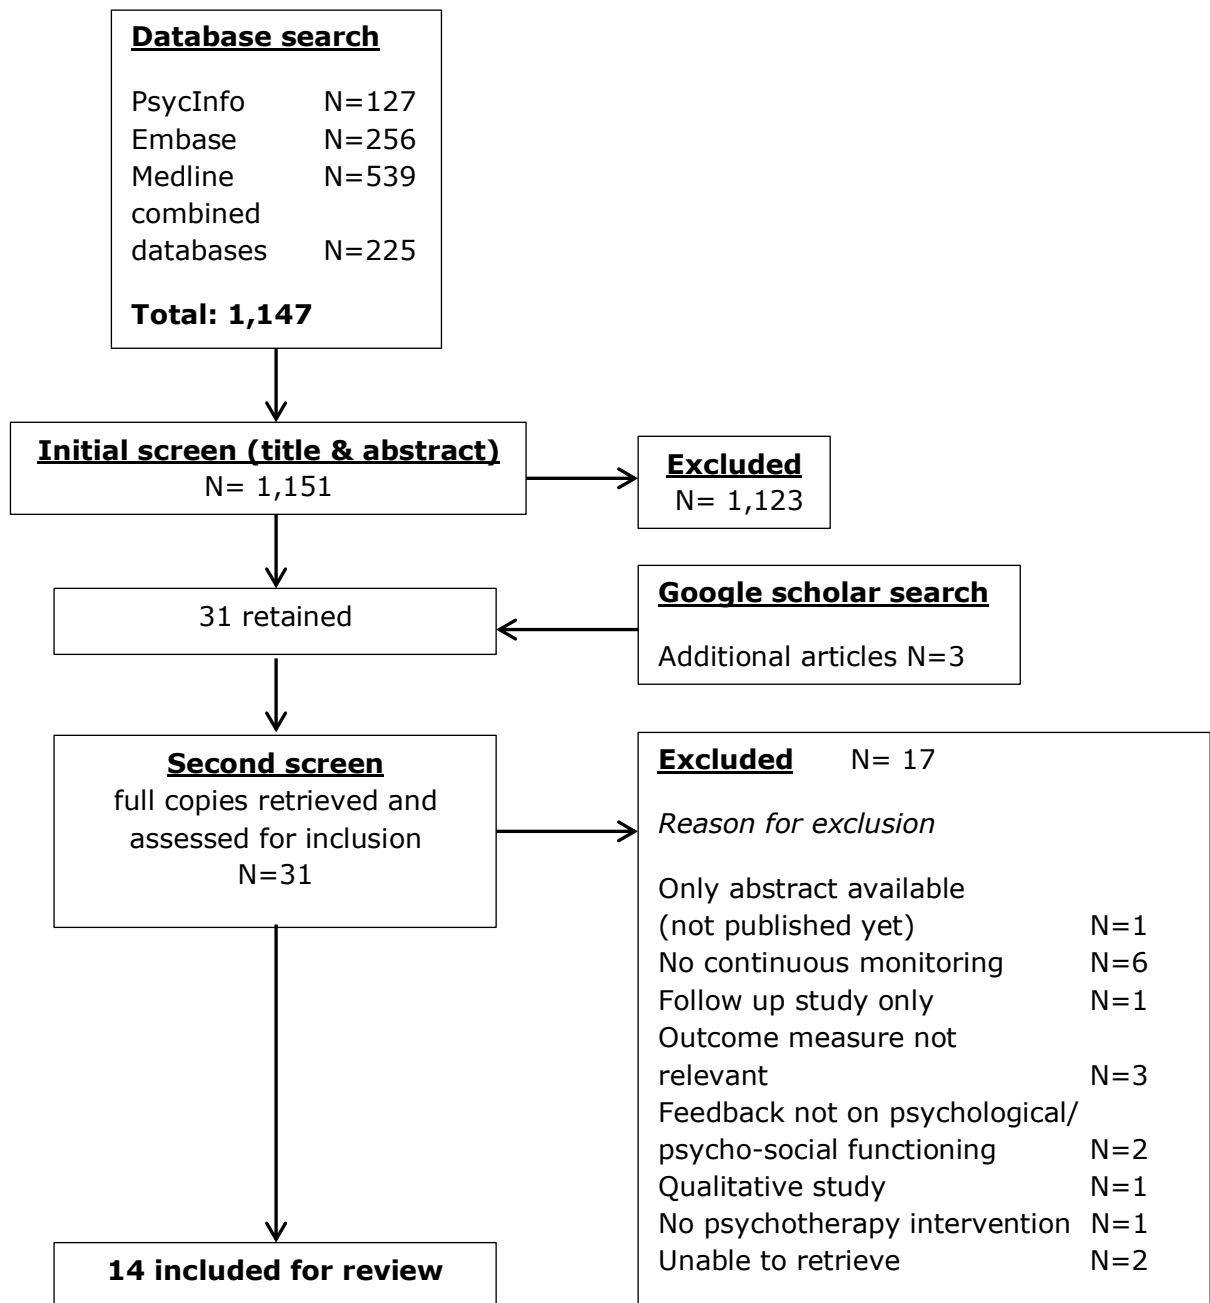 Database search
PsycInfo N=127
Embase N=256
Medline N=539
combined
databases N=225
Total: 1,147
Initial screen (title & abstract)
N= 1,151
Excluded
N= 1,123
31 retained
Google scholar search
Additional articles N=3
Second screen
full copies retrieved and
assessed for inclusion
N=31
Excluded N= 17
Reason for exclusion
Only abstract available
(not published yet) N=1
No continuous monitoring N=6
Follow up study only N=1
Outcome measure not
relevant N=3
Feedback not on psychological/
psycho-social functioning N=2
Qualitative study N=1
No psychotherapy intervention N=1
Unable to retrieve N=2
14 included for review